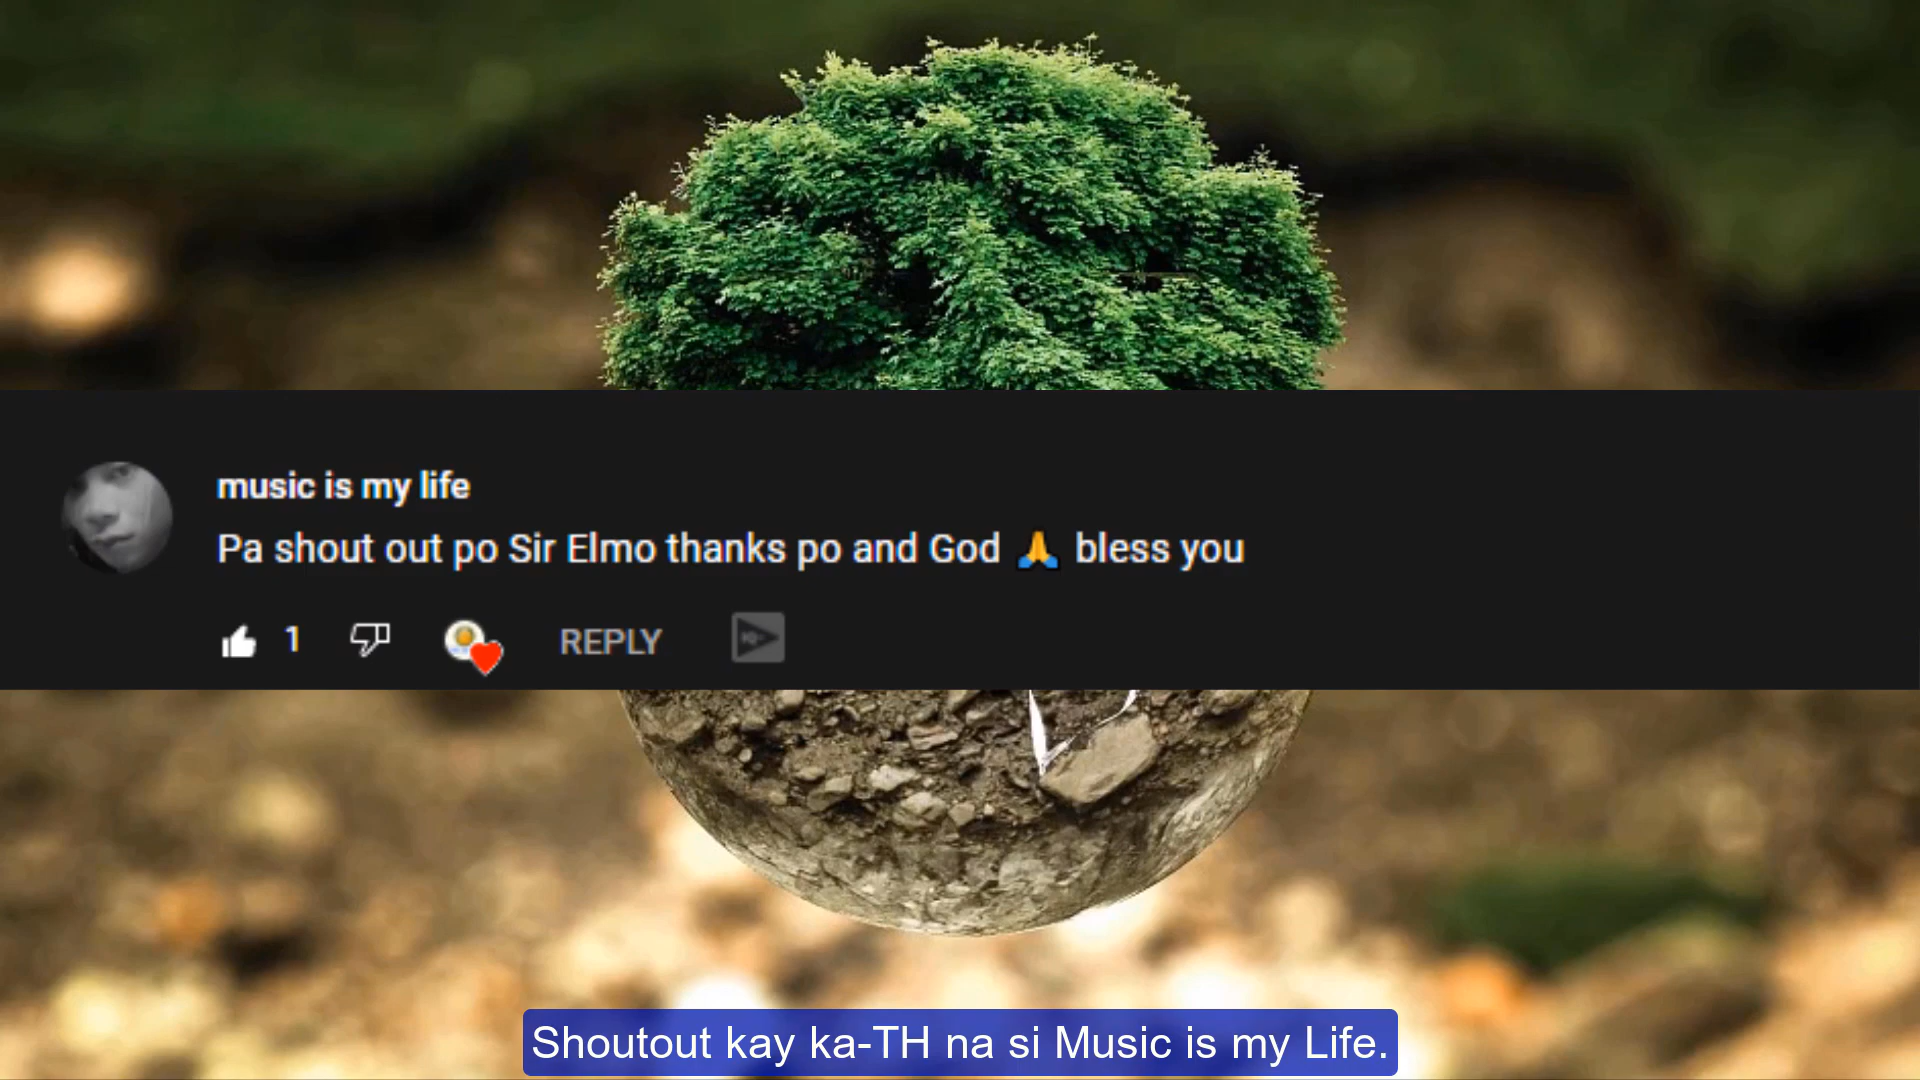 music is my life
Pa shout out po Sir Elmo thanks po and God 🙏 bless you
1
REPLY
Shoutout kay ka-TH na si Music is my Life.